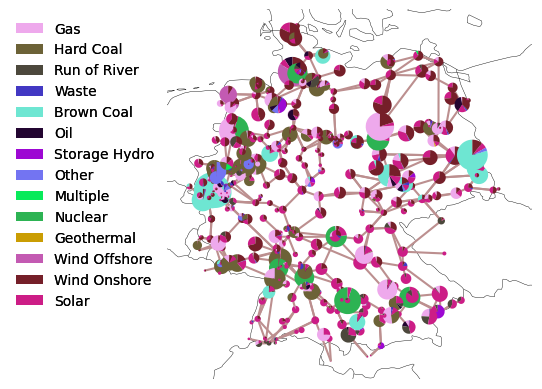 Gas
Hard Coal
Run of River
Waste
Brown Coal
Oil
Storage Hydro
Other
Multiple
Nuclear
Geothermal
Wind Offshore
Wind Onshore
Solar